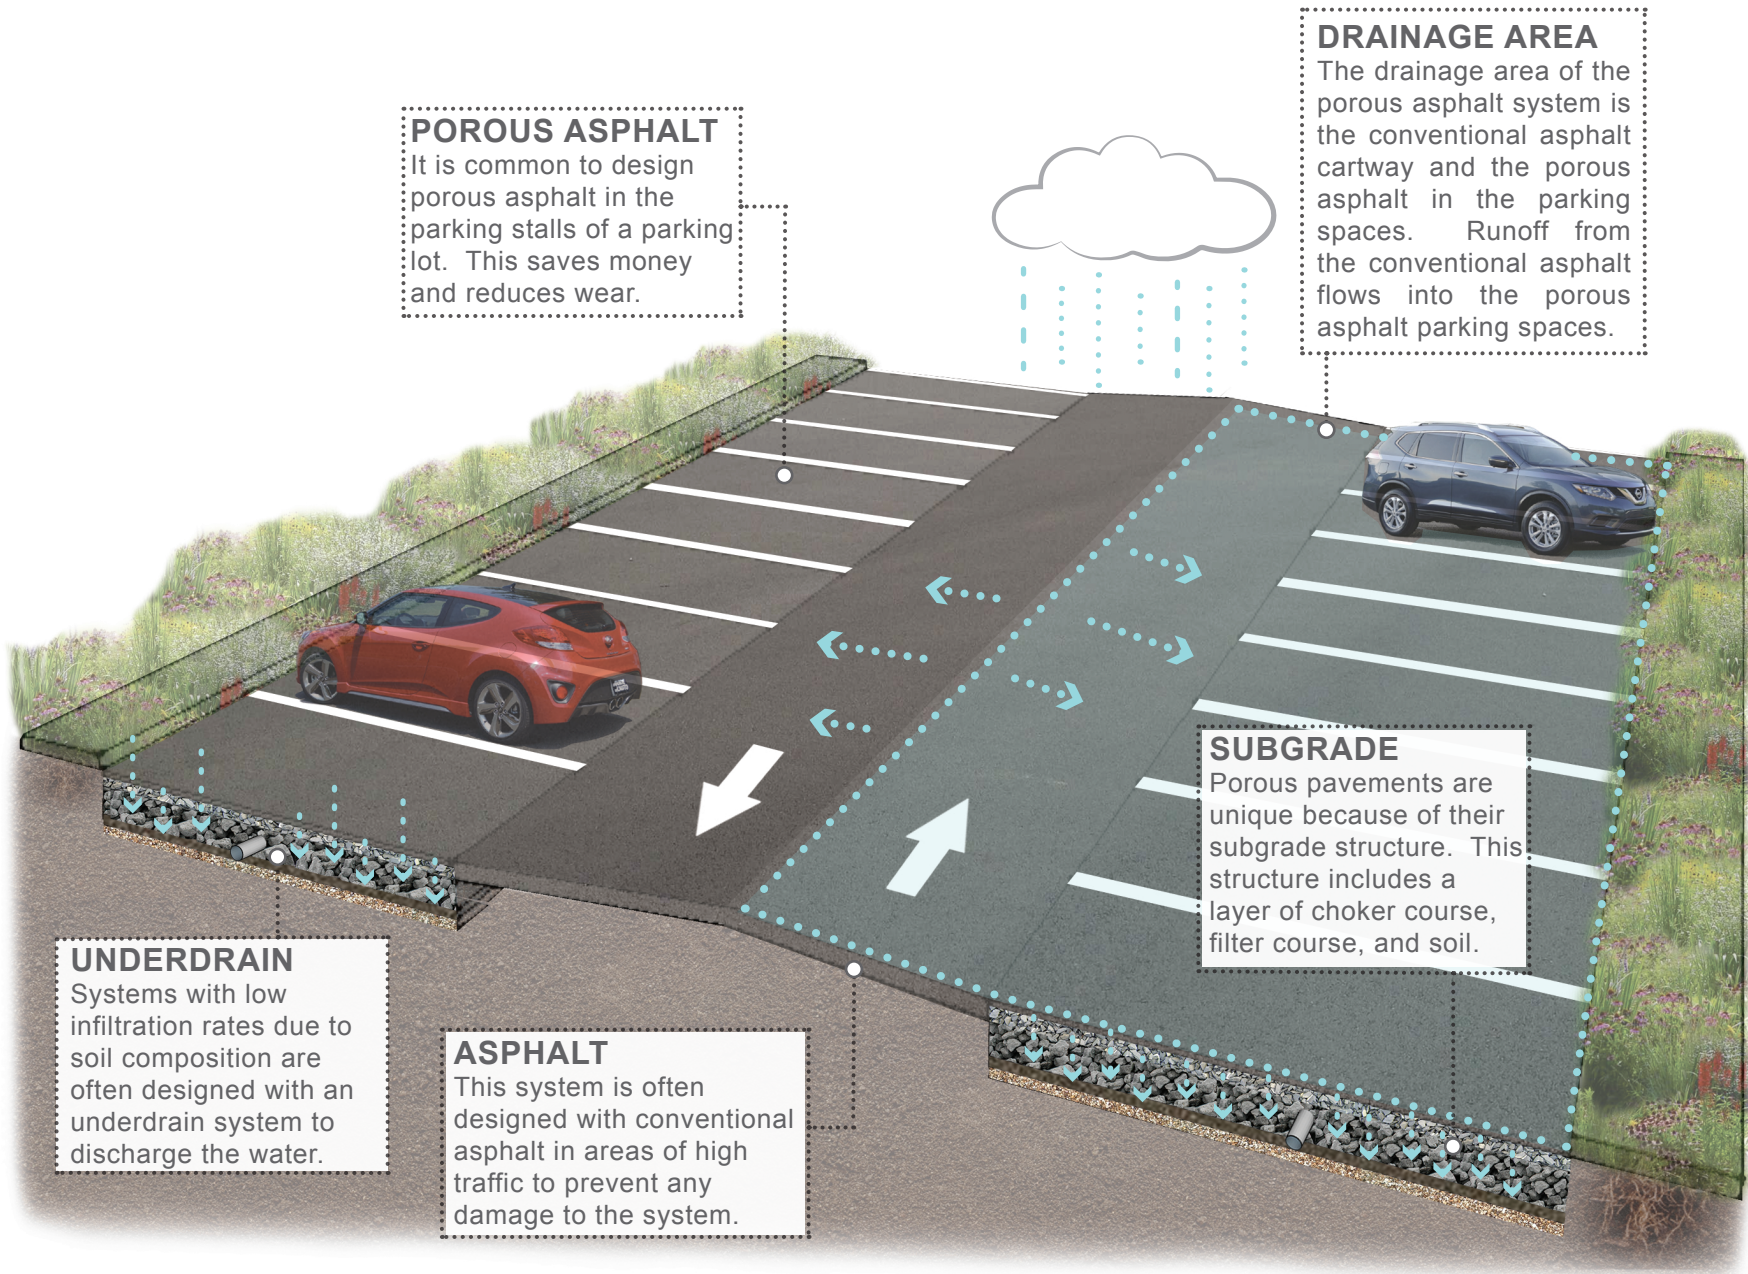 DRAINAGE AREA
The drainage area of the
porous asphalt system is
the conventional asphalt
cartway and the porous
asphalt in the parking
spaces. Runoff from
the conventional asphalt
flows into the porous
asphalt parking spaces.
POROUS ASPHALT
It is common to design
porous asphalt in the
parking stalls of a parking
lot. This saves money
and reduces wear.
SUBGRADE
Porous pavements are
unique because of their
subgrade structure. This
structure includes a
layer of choker course,
filter course, and soil.
UNDERDRAIN
Systems with low
infiltration rates due to
soil composition are
often designed with an
underdrain system to
discharge the water.
ASPHALT
This system is often
designed with conventional
asphalt in areas of high
traffic to prevent any
damage to the system.